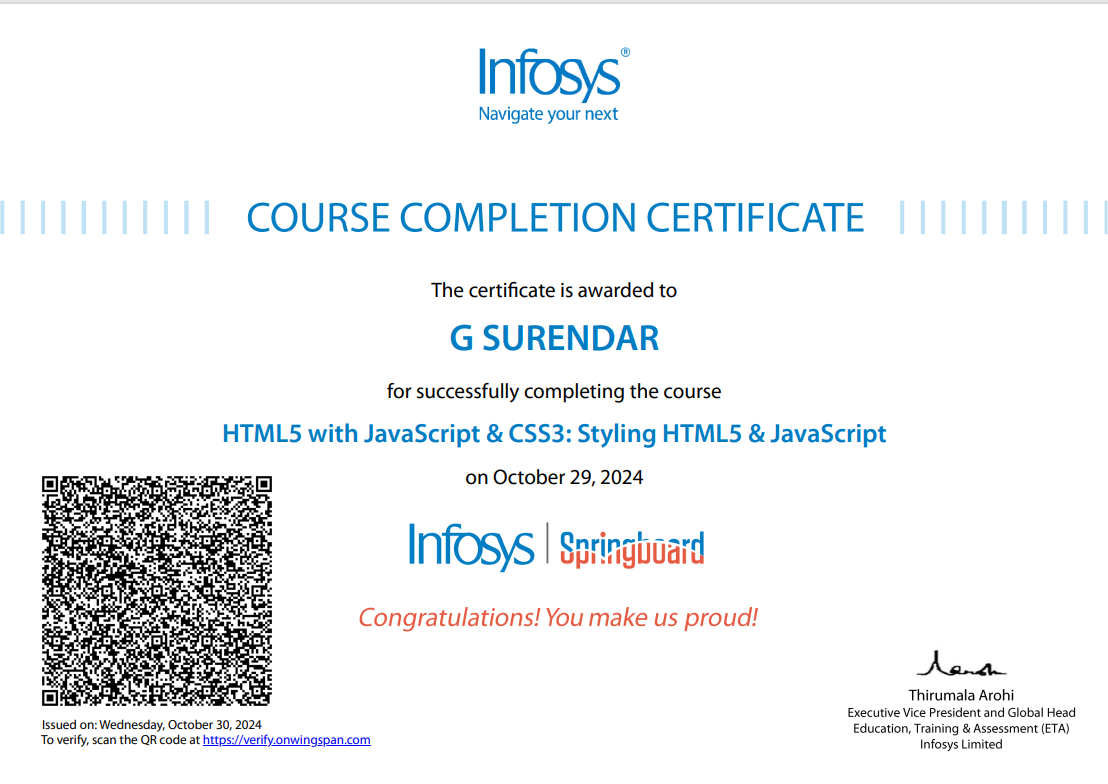 Infosys®
Navigate your next
COURSE COMPLETION CERTIFICATE
The certificate is awarded to
G SURENDAR
for successfully completing the course
HTML5 with JavaScript & CSS3: Styling HTML5 & JavaScript
on October 29, 2024
Infosys | Springboard
Congratulations! You make us proud!
Issued on: Wednesday, October 30, 2024
To verify, scan the QR code at https://verify.onwingspan.com
Thirumala Arohi
Executive Vice President and Global Head
Education, Training & Assessment (ETA)
Infosys Limited